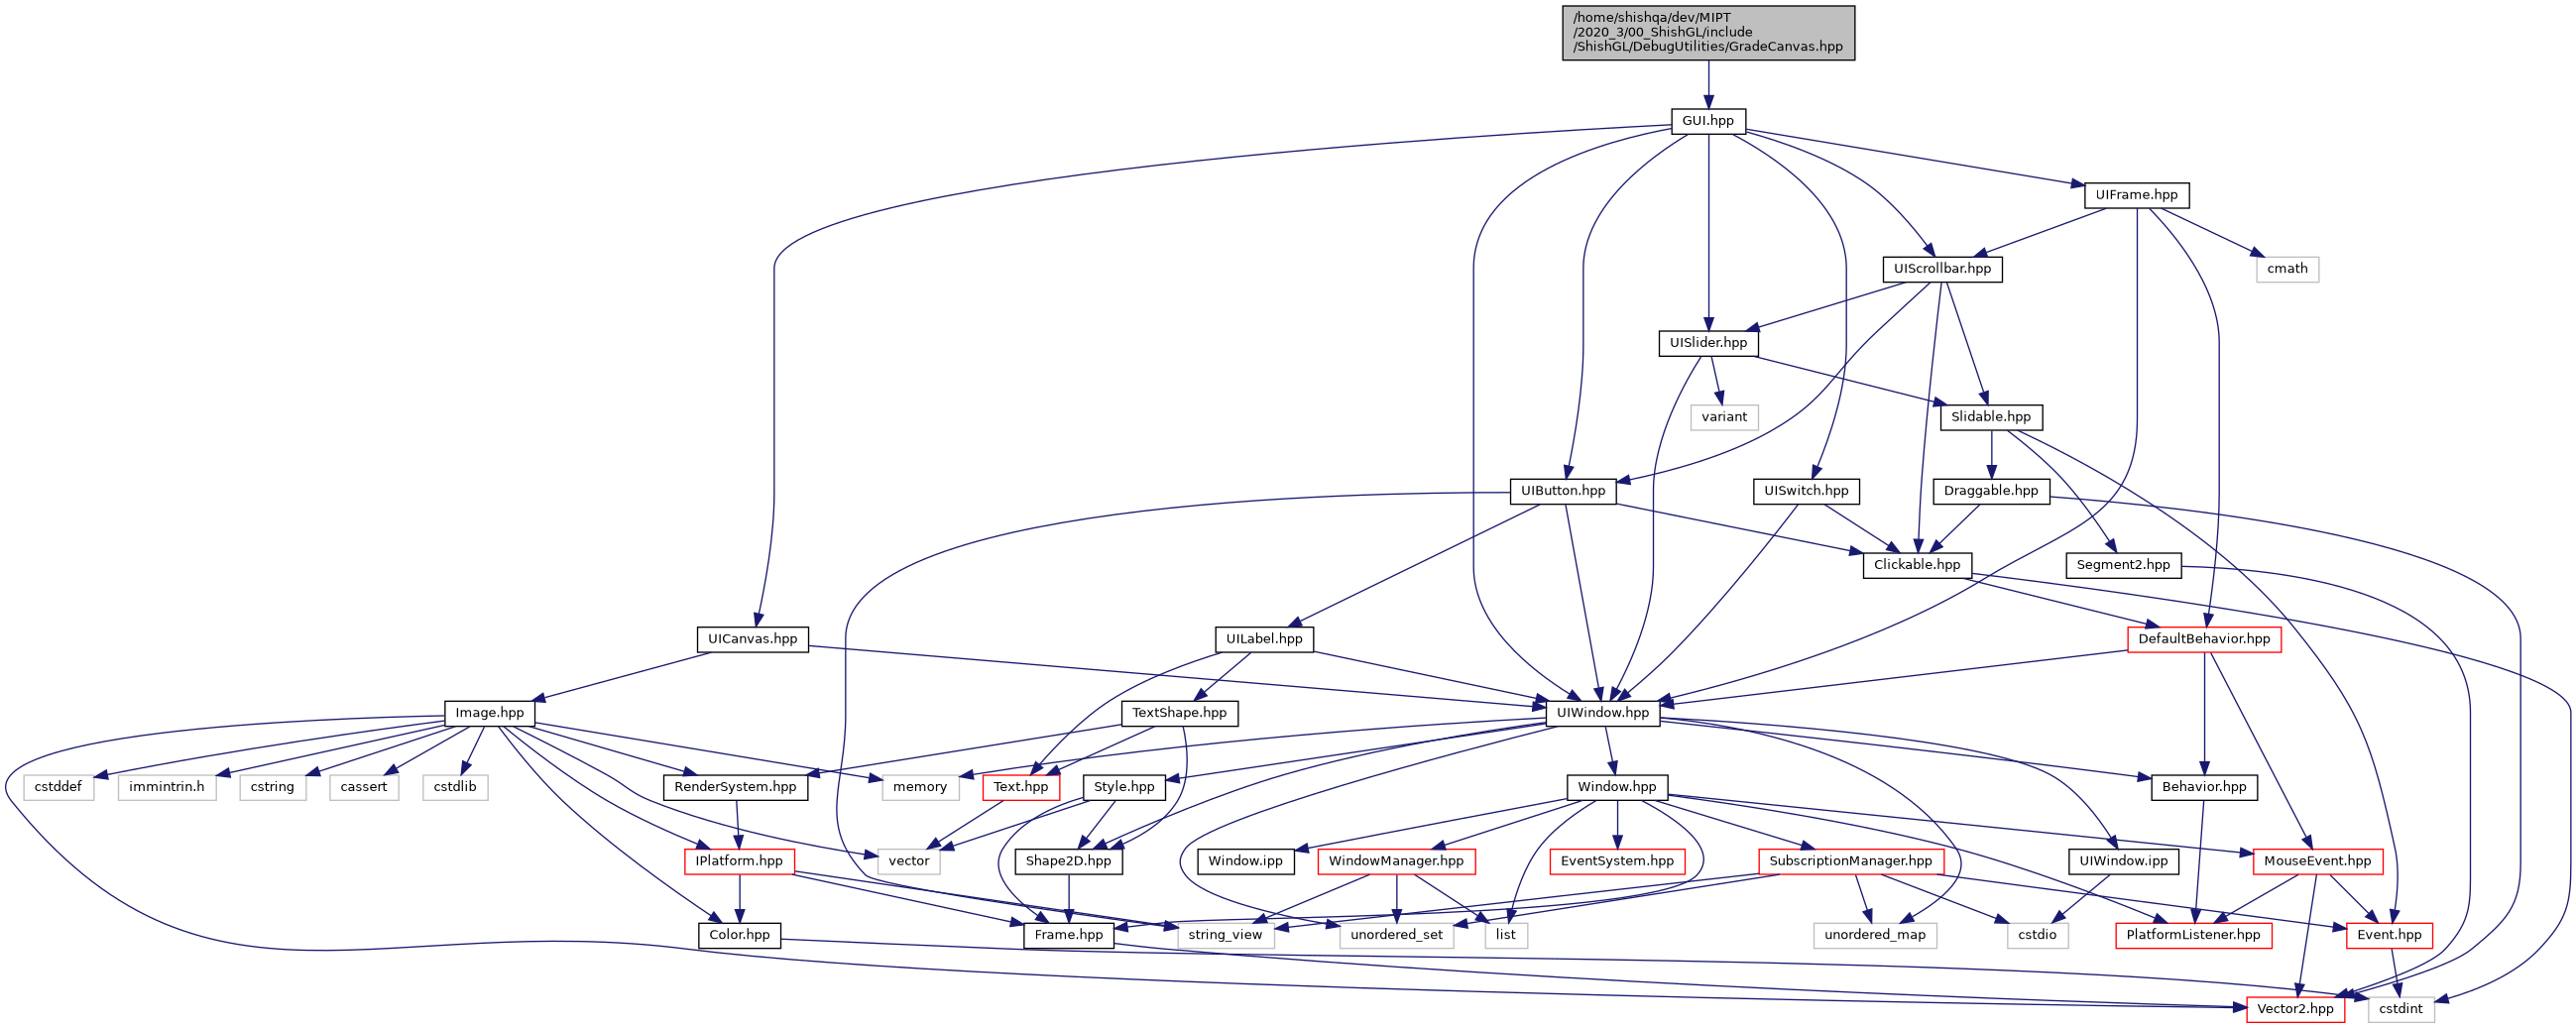 /home/shishqa/dev/MIPT
/2020_3/00_ShishGL/include
/ShishGL/DebugUtilities/GradeCanvas.hpp
GUI.hpp
UIFrame.hpp
UIScrollbar.hpp
cmath
UISlider.hpp
variant
Slidable.hpp
UIButton.hpp
UISwitch.hpp
Draggable.hpp
Clickable.hpp
Segment2.hpp
UICanvas.hpp
UILabel.hpp
DefaultBehavior.hpp
Image.hpp
TextShape.hpp
UIWindow.hpp
cstddef
immintrin.h
cstring
cassert
cstdlib
RenderSystem.hpp
memory
Text.hpp
Style.hpp
Window.hpp
Behavior.hpp
IPlatform.hpp
vector
Shape2D.hpp
Window.ipp
WindowManager.hpp
EventSystem.hpp
SubscriptionManager.hpp
UIWindow.ipp
MouseEvent.hpp
Color.hpp
Frame.hpp
string_view
unordered_set
list
unordered_map
cstdio
PlatformListener.hpp
Event.hpp
Vector2.hpp
cstdint